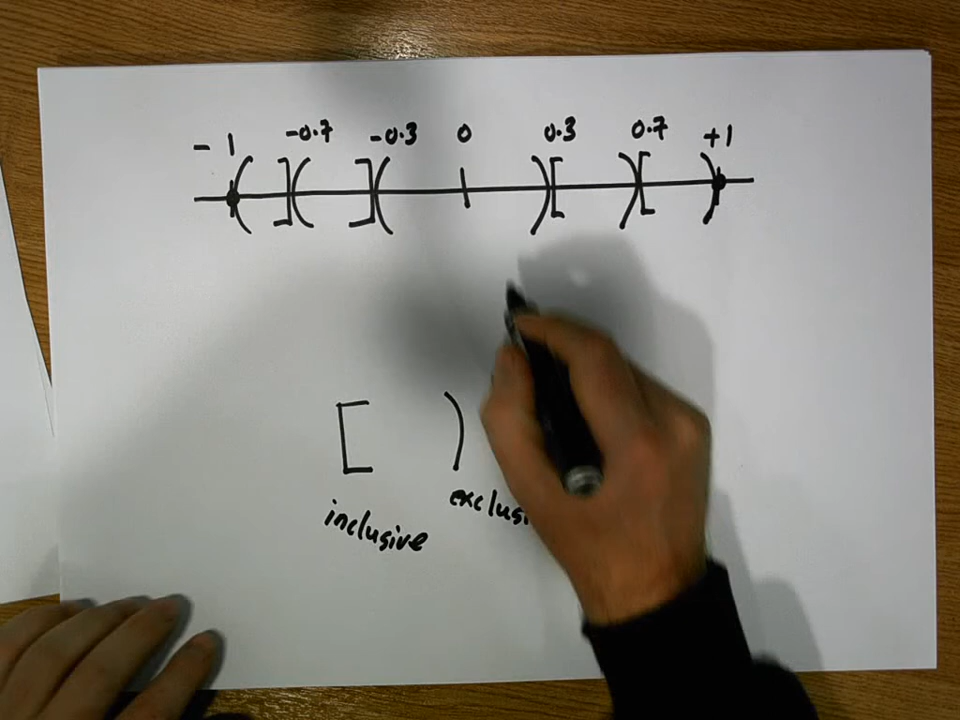 - 1 -0.7 -0.3 0 0.3 0.7 +1
( ]( ]( )[ )[ )
[ )
inclusive